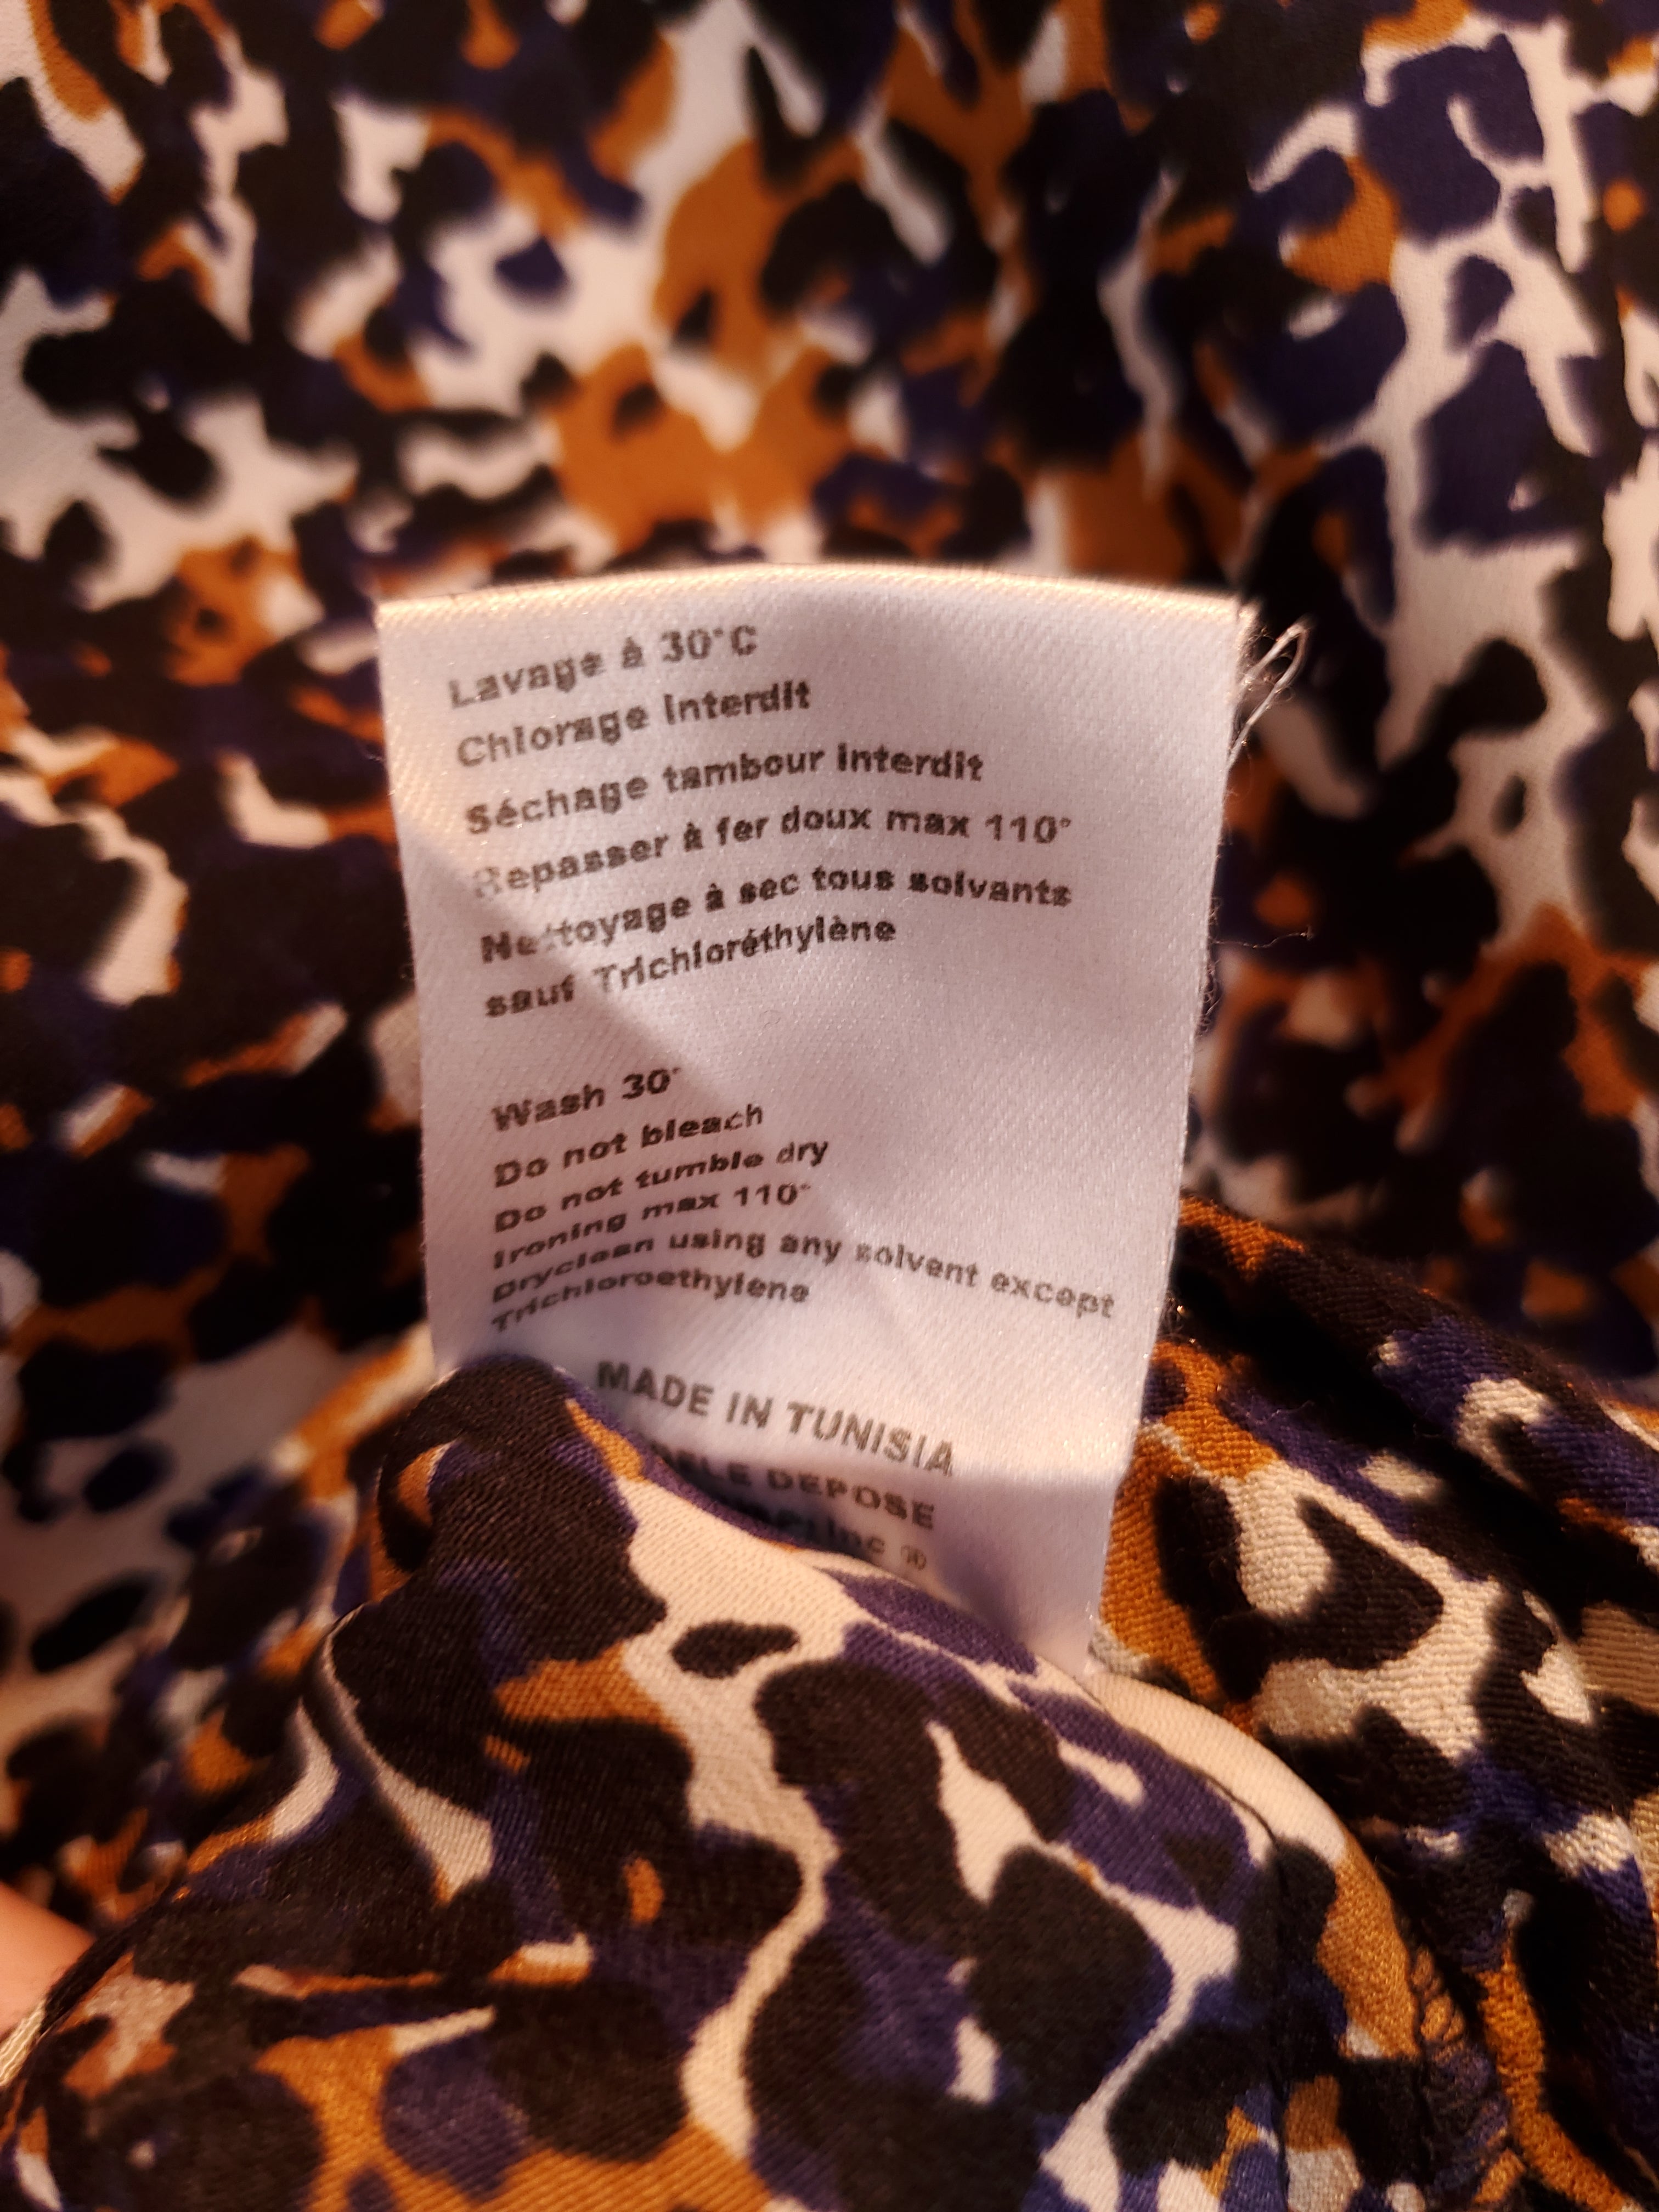 Lavage à 30°C
Chlorage interdit
Séchage tambour interdit
Repasser à fer doux max 110°
Nettoyage à sec tous solvants
sauf Trichloréthylène
Wash 30°
Do not bleach
Do not tumble dry
Ironing max 110°
Dryclean using any solvent except
Trichloroethylene
MADE IN TUNISIA
DEPOSE
®